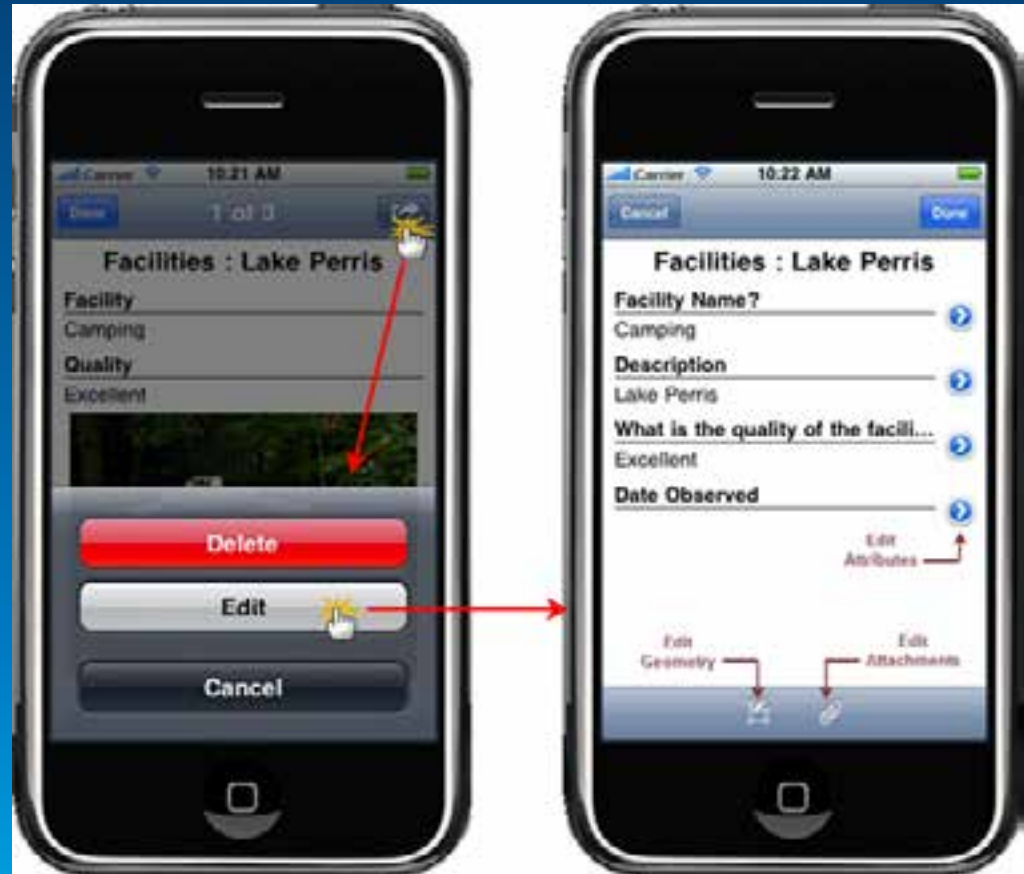 Carrier 10:21 AM
Done 1 of 3
Facilities : Lake Perris
Facility
Camping
Quality
Excellent
Delete
Edit
Cancel
Carrier 10:22 AM
Cancel Done
Facilities : Lake Perris
Facility Name?
Camping
Description
Lake Perris
What is the quality of the facili...
Excellent
Date Observed
Edit
Attributes
Edit
Geometry
Edit
Attachments